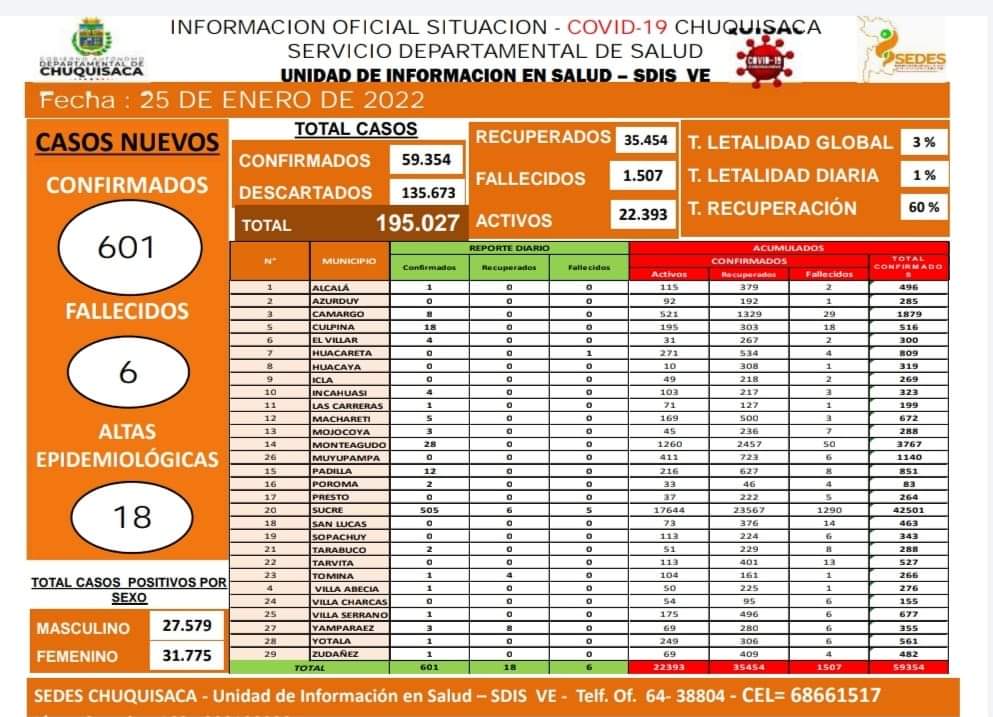 INFORMACION OFICIAL SITUACION - COVID-19 CHUQUISACA
SERVICIO DEPARTAMENTAL DE SALUD
UNIDAD DE INFORMACION EN SALUD – SDIS VE
GOBIERNO AUTÓNOMO
DEPARTAMENTAL DE
CHUQUISACA
COVID-19
SEDES
Fecha : 25 DE ENERO DE 2022
CASOS NUEVOS
CONFIRMADOS
601
FALLECIDOS
6
ALTAS
EPIDEMIOLÓGICAS
18
TOTAL CASOS POSITIVOS POR
SEXO
MASCULINO 27.579
FEMENINO 31.775
TOTAL CASOS
CONFIRMADOS 59.354
DESCARTADOS 135.673
TOTAL 195.027
RECUPERADOS 35.454
FALLECIDOS 1.507
ACTIVOS 22.393
T. LETALIDAD GLOBAL 3 %
T. LETALIDAD DIARIA 1 %
T. RECUPERACIÓN 60 %
N° MUNICIPIO REPORTE DIARIO ACUMULADOS
Confirmados Recuperados Fallecidos CONFIRMADOS TOTAL CONFIRMADO S
Activos Recuperados Fallecidos
1 ALCALÁ 1 0 0 115 379 2 496
2 AZURDUY 0 0 0 92 192 1 285
3 CAMARGO 8 0 0 521 1329 29 1879
5 CULPINA 18 0 0 195 303 18 516
6 EL VILLAR 4 0 0 31 267 2 300
7 HUACARETA 0 0 1 271 534 4 809
8 HUACAYA 0 0 0 10 308 1 319
9 ICLA 0 0 0 49 218 2 269
10 INCAHUASI 4 0 0 103 217 3 323
11 LAS CARRERAS 1 0 0 71 127 1 199
12 MACHARETI 5 0 0 169 500 3 672
13 MOJOCOYA 3 0 0 45 236 7 288
14 MONTEAGUDO 28 0 0 1260 2457 50 3767
26 MUYUPAMPA 0 0 0 411 723 6 1140
15 PADILLA 12 0 0 216 627 8 851
16 POROMA 2 0 0 33 46 4 83
17 PRESTO 0 0 0 37 222 5 264
20 SUCRE 505 6 5 17644 23567 1290 42501
18 SAN LUCAS 0 0 0 73 376 14 463
19 SOPACHUY 0 0 0 113 224 6 343
21 TARABUCO 2 0 0 51 229 8 288
22 TARVITA 0 0 0 113 401 13 527
23 TOMINA 1 4 0 104 161 1 266
4 VILLA ABECIA 1 0 0 50 225 1 276
24 VILLA CHARCAS 0 0 0 54 95 6 155
25 VILLA SERRANO 1 0 0 175 496 6 677
27 YAMPARAEZ 3 8 0 69 280 6 355
28 YOTALA 1 0 0 249 306 6 561
29 ZUDAÑEZ 1 0 0 69 409 4 482
TOTAL 601 18 6 22393 35454 1507 59354
SEDES CHUQUISACA - Unidad de Información en Salud – SDIS VE - Telf. Of. 64- 38804 - CEL= 68661517